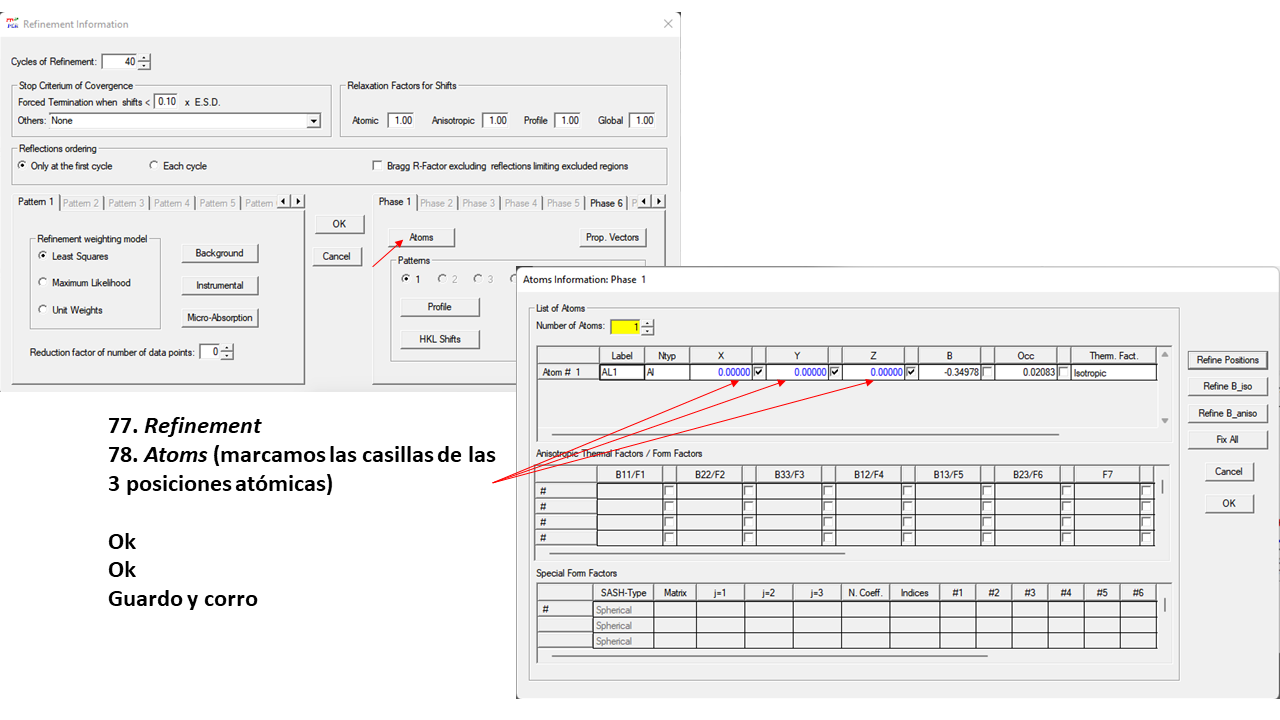 Refinement Information
Cycles of Refinement: 40
Stop Criterium of Covergence
Forced Termination when shifts < 0.10 x E.S.D.
Others: None
Relaxation Factors for Shifts
Atomic 1.00 Anisotropic 1.00 Profile 1.00 Global 1.00
Reflections ordering
Only at the first cycle Each cycle Bragg R-Factor excluding reflections limiting excluded regions
Pattern 1 Pattern 2 Pattern 3 Pattern 4 Pattern 5 Pattern
Refinement weighting model
Least Squares
Maximum Likelihood
Unit Weights
Background
Instrumental
Micro-Absorption
Reduction factor of number of data points: 0
OK
Cancel
Phase 1 Phase 2 Phase 3 Phase 4 Phase 5 Phase 6 P
Atoms Prop. Vectors
Patterns
1 2 3
Profile
HKL Shifts
Atoms Information: Phase 1
List of Atoms
Number of Atoms: 1
Label Ntyp X Y Z B Occ Therm. Fact.
Atom # 1 AL1 Al 0.00000 0.00000 0.00000 -0.34978 0.02083 Isotropic
Refine Positions
Refine B_iso
Refine B_aniso
Fix All
Cancel
OK
Anisotropic Thermal Factors / Form Factors
B11/F1 B22/F2 B33/F3 B12/F4 B13/F5 B23/F6 F7
#
#
#
#
Special Form Factors
SASH-Type Matrix j=1 j=2 j=3 N. Coeff. Indices #1 #2 #3 #4 #5 #6
# Spherical
Spherical
Spherical
77. Refinement
78. Atoms (marcamos las casillas de las
3 posiciones atómicas)
Ok
Ok
Guardo y corro